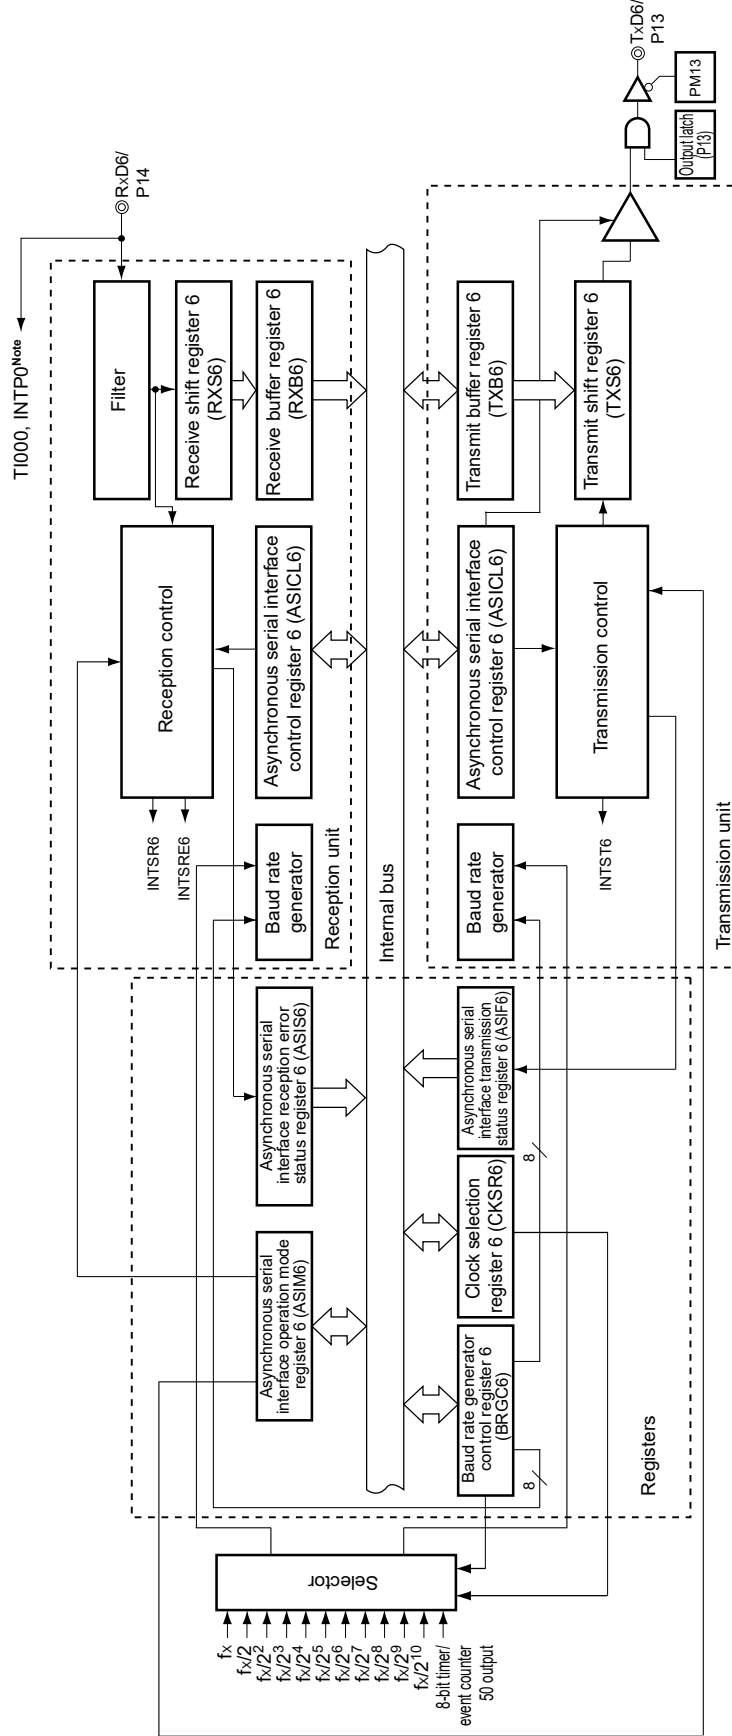 TI000, INTP0Note
RxD6/
P14
Filter
Receive shift register 6
(RXS6)
Receive buffer register 6
(RXB6)
Reception control
INTSR6
INTSRE6
Asynchronous serial interface
control register 6 (ASICL6)
Baud rate
generator
Reception unit
Asynchronous serial
interface reception error
status register 6 (ASIS6)
Asynchronous serial
interface operation mode
register 6 (ASIM6)
Internal bus
fx
fx/2
fx/2²
fx/2³
fx/2⁴
fx/2⁵
fx/2⁶
fx/2⁷
fx/2⁸
fx/2⁹
fx/2¹⁰
8-bit timer/
event counter
50 output
Selector
Baud rate generator
control register 6
(BRGC6)
8
8
Clock selection
register 6 (CKSR6)
Asynchronous serial
interface transmission
status register 6 (ASIF6)
Registers
Baud rate
generator
Asynchronous serial interface
control register 6 (ASICL6)
Transmit buffer register 6
(TXB6)
Transmission control
INTST6
Transmit shift register 6
(TXS6)
Transmission unit
Output latch
(P13)
PM13
TxD6/
P13